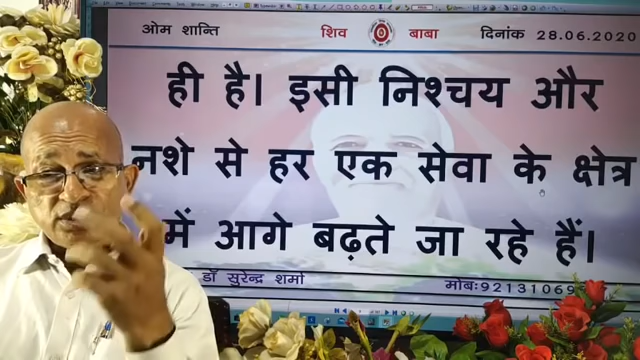 ओम शान्ति शिव बाबा दिनांक 28.06.2020
ही है। इसी निश्चय और
नशे से हर एक सेवा के क्षेत्र
में आगे बढ़ते जा रहे हैं।
डॉ सुरेन्द्र शर्मा मोबः